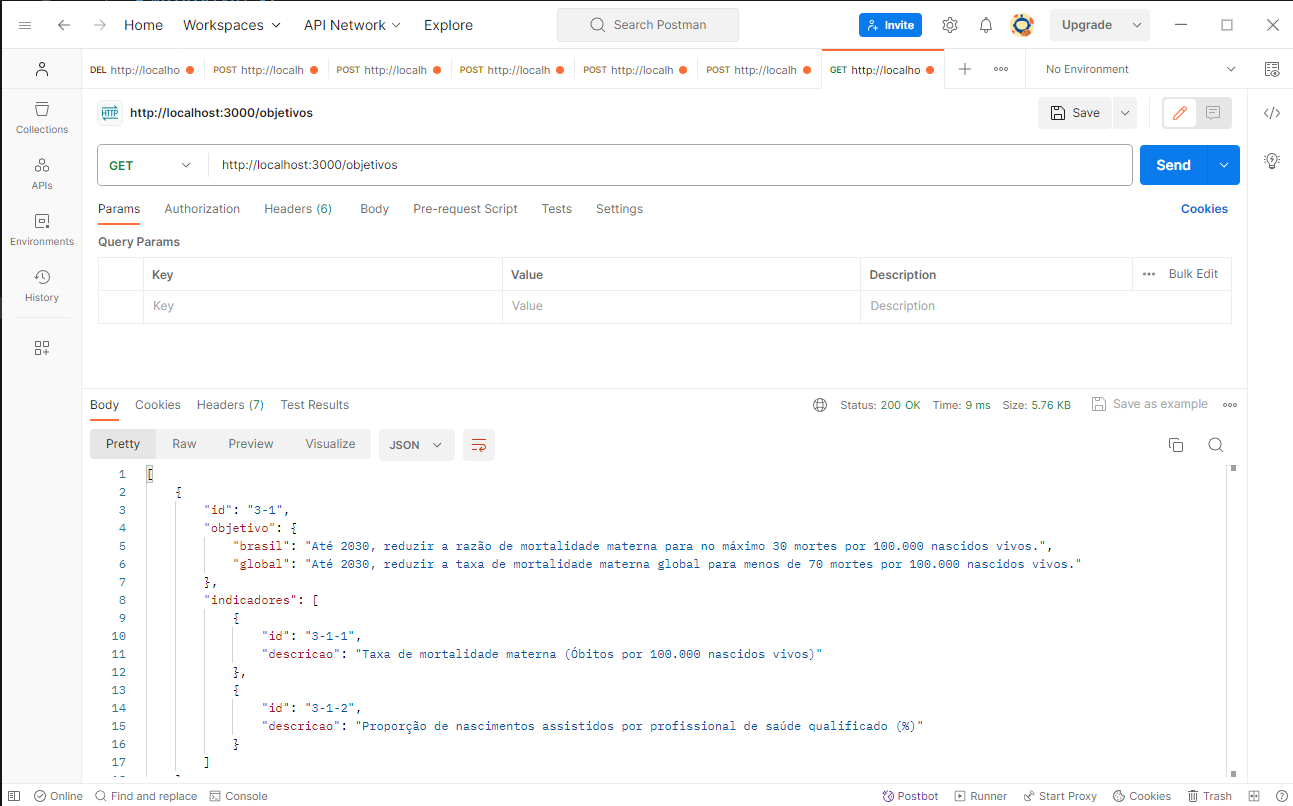 Home Workspaces API Network Explore Search Postman Invite Upgrade
DEL http://localho POST http://localh POST http://localh POST http://localh POST http://localh POST http://localh GET http://localho No Environment
Collections
APIs
Environments
History
HTTP http://localhost:3000/objetivos Save
GET http://localhost:3000/objetivos Send
Params Authorization Headers (6) Body Pre-request Script Tests Settings Cookies
Query Params
Key Value Description Bulk Edit
Key Value Description
Body Cookies Headers (7) Test Results Status: 200 OK Time: 9 ms Size: 5.76 KB Save as example
Pretty Raw Preview Visualize JSON
1 [
2 {
3 "id": "3-1",
4 "objetivo": {
5 "brasil": "Até 2030, reduzir a razão de mortalidade materna para no máximo 30 mortes por 100.000 nascidos vivos.",
6 "global": "Até 2030, reduzir a taxa de mortalidade materna global para menos de 70 mortes por 100.000 nascidos vivos."
7 },
8 "indicadores": [
9 {
10 "id": "3-1-1",
11 "descricao": "Taxa de mortalidade materna (Óbitos por 100.000 nascidos vivos)"
12 },
13 {
14 "id": "3-1-2",
15 "descricao": "Proporção de nascimentos assistidos por profissional de saúde qualificado (%)"
16 }
17 ]
Online Find and replace Console Postbot Runner Start Proxy Cookies Trash